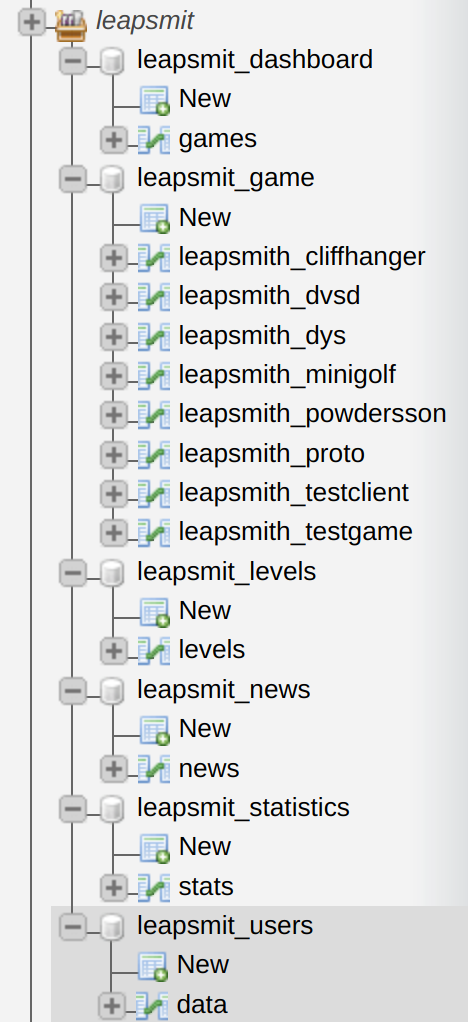 leapsmit
leapsmit_dashboard
New
games
leapsmit_game
New
leapsmith_cliffhanger
leapsmith_dvsd
leapsmith_dys
leapsmith_minigolf
leapsmith_powdersson
leapsmith_proto
leapsmith_testclient
leapsmith_testgame
leapsmit_levels
New
levels
leapsmit_news
New
news
leapsmit_statistics
New
stats
leapsmit_users
New
data